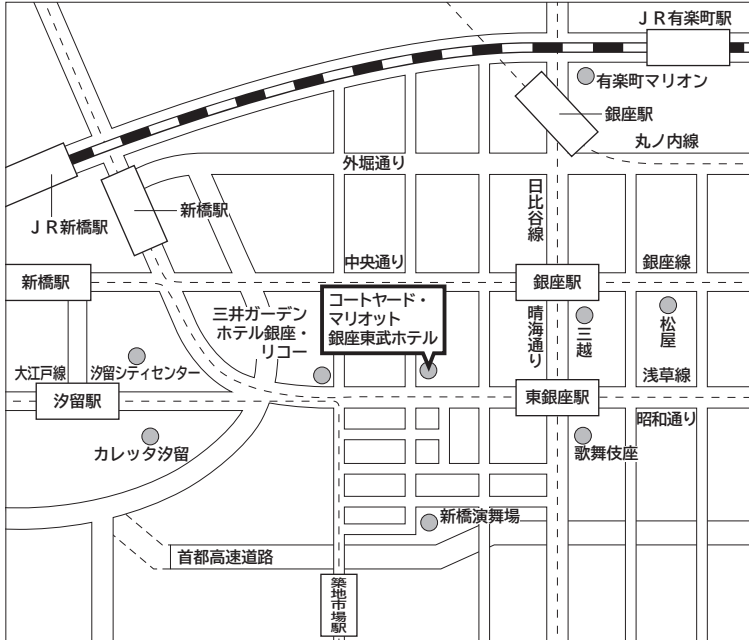 ＪＲ有楽町駅
有楽町マリオン
銀座駅
丸ノ内線
外堀通り
日比谷線
新橋駅
ＪＲ新橋駅
中央通り
銀座線
新橋駅
銀座駅
コートヤード・
マリオット
銀座東武ホテル
三井ガーデン
ホテル銀座・
リコー
晴海通り
三越
松屋
大江戸線
汐留シティセンター
浅草線
汐留駅
東銀座駅
昭和通り
カレッタ汐留
歌舞伎座
新橋演舞場
首都高速道路
築地市場駅